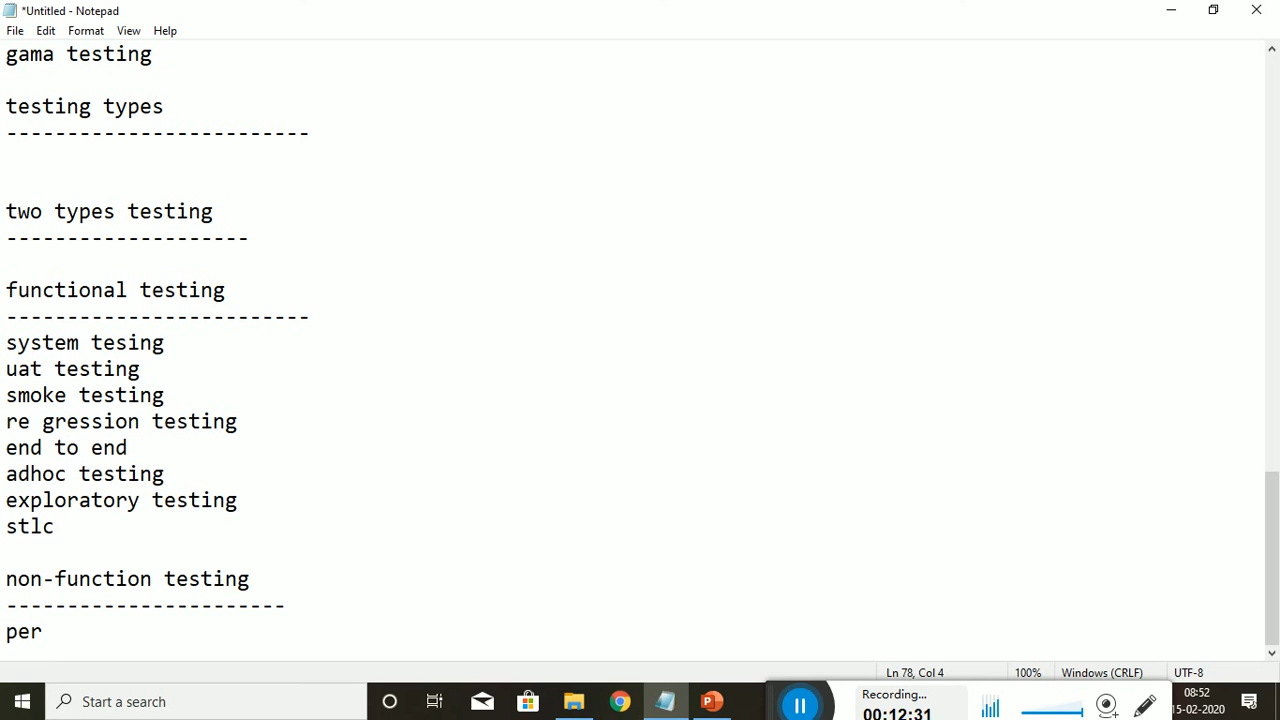 *Untitled - Notepad
File Edit Format View Help
gama testing
testing types
-------------------------
two types testing
--------------------
functional testing
-------------------------
system tesing
uat testing
smoke testing
re gression testing
end to end
adhoc testing
exploratory testing
stlc
non-function testing
-----------------------
per
Ln 78, Col 4 100% Windows (CRLF) UTF-8
Start a search
Recording...
00:12:31
08:52
15-02-2020